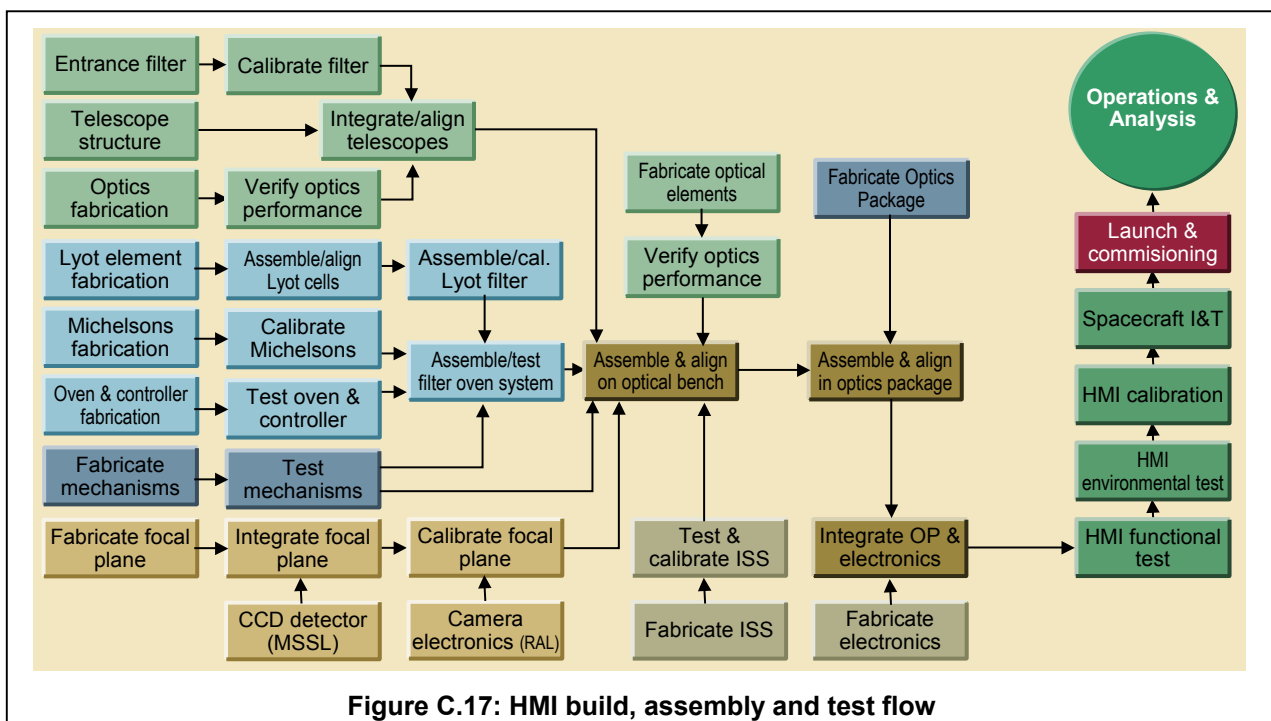 Entrance filter
Calibrate filter
Operations &
Analysis
Telescope
structure
Integrate/align
telescopes
Optics
fabrication
Verify optics
performance
Fabricate optical
elements
Fabricate Optics
Package
Lyot element
fabrication
Assemble/align
Lyot cells
Assemble/cal.
Lyot filter
Verify optics
performance
Launch &
commisioning
Spacecraft I&T
Michelsons
fabrication
Calibrate
Michelsons
Assemble/test
filter oven system
Assemble & align
on optical bench
Assemble & align
in optics package
HMI calibration
Oven & controller
fabrication
Test oven &
controller
Fabricate
mechanisms
Test
mechanisms
HMI
environmental test
Fabricate focal
plane
Integrate focal
plane
Calibrate focal
plane
Test &
calibrate ISS
Integrate OP &
electronics
HMI functional
test
CCD detector
(MSSL)
Camera
electronics (RAL)
Fabricate ISS
Fabricate
electronics
Figure C.17: HMI build, assembly and test flow